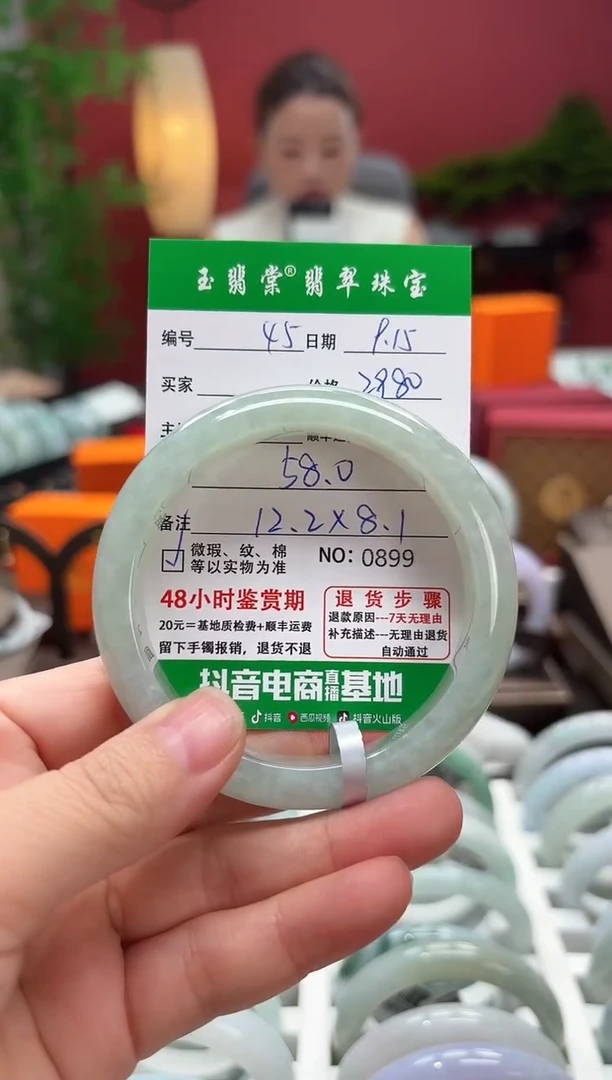 玉翡棠®翡翠珠宝
编号 45 日期 9.15
买家 2980
58.0
备注 12.2×8.1
微瑕、纹、棉
等以实物为准
NO: 0899
48小时鉴赏期
20元=基地质检费+顺丰运费
留下手镯报销，退货不退
退货步骤
退款原因---7天无理由
补充描述---无理由退货
自动通过
抖音电商直播基地
抖音 西瓜视频 抖音火山版